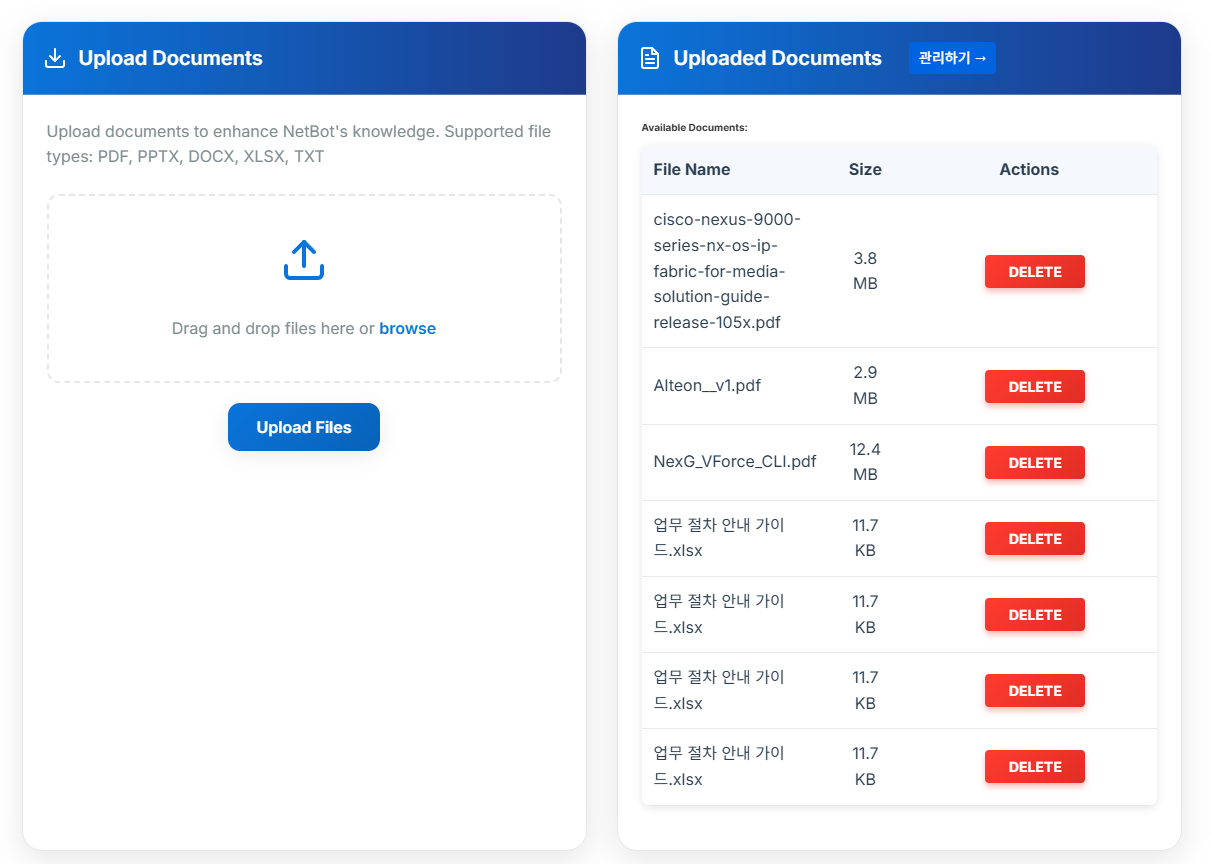 Upload Documents
Upload documents to enhance NetBot's knowledge. Supported file
types: PDF, PPTX, DOCX, XLSX, TXT
Drag and drop files here or browse
Upload Files
Uploaded Documents
관리하기 →
Available Documents:
File Name Size Actions
cisco-nexus-9000-
series-nx-os-ip-
fabric-for-media-
solution-guide-
release-105x.pdf
3.8
MB
DELETE
Alteon__v1.pdf
2.9
MB
DELETE
NexG_VForce_CLI.pdf
12.4
MB
DELETE
업무 절차 안내 가이
드.xlsx
11.7
KB
DELETE
업무 절차 안내 가이
드.xlsx
11.7
KB
DELETE
업무 절차 안내 가이
드.xlsx
11.7
KB
DELETE
업무 절차 안내 가이
드.xlsx
11.7
KB
DELETE